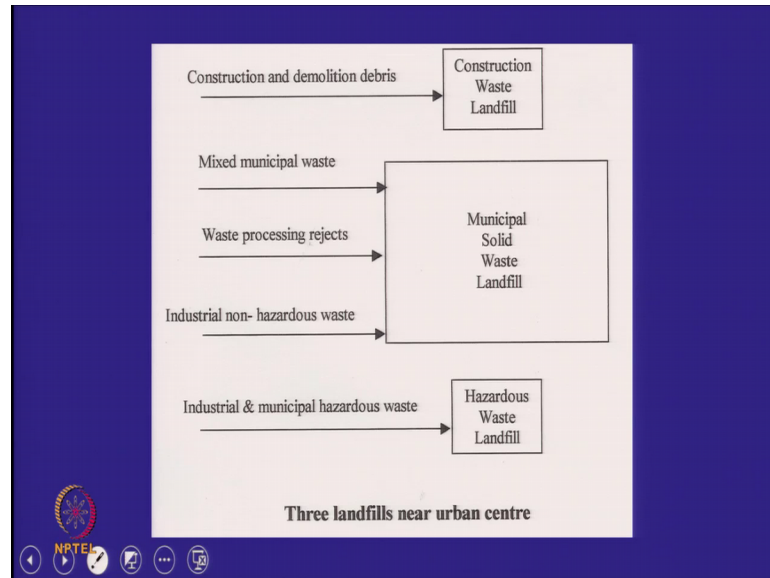 Construction and demolition debris
Construction
Waste
Landfill
Mixed municipal waste
Waste processing rejects
Industrial non- hazardous waste
Municipal
Solid
Waste
Landfill
Industrial & municipal hazardous waste
Hazardous
Waste
Landfill
Three landfills near urban centre
NPTEL